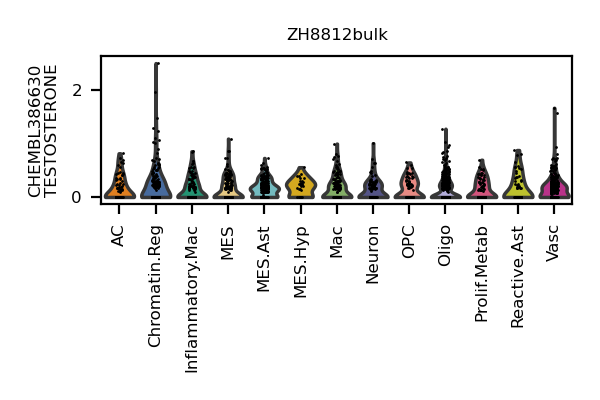 ZH8812bulk
CHEMBL386630
TESTOSTERONE
2
0
AC
Chromatin.Reg
Inflammatory.Mac
MES
MES.Ast
MES.Hyp
Mac
Neuron
OPC
Oligo
Prolif.Metab
Reactive.Ast
Vasc